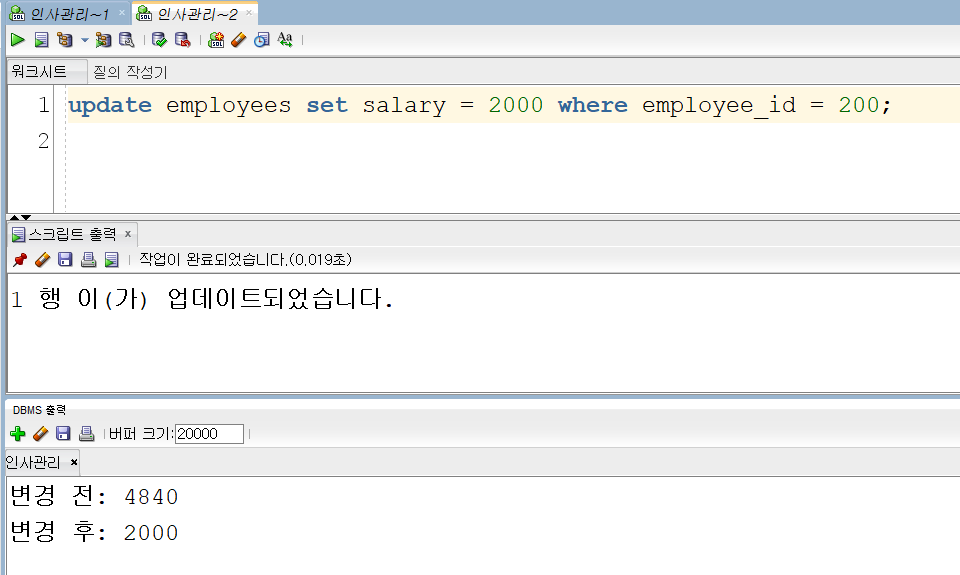 인사관리~1
인사관리~2
워크시트 질의 작성기
1 update employees set salary = 2000 where employee_id = 200;
2
스크립트 출력
작업이 완료되었습니다.(0,019초)
1 행 이(가) 업데이트되었습니다.
DBMS 출력
버퍼 크기: 20000
인사관리
변경 전: 4840
변경 후: 2000